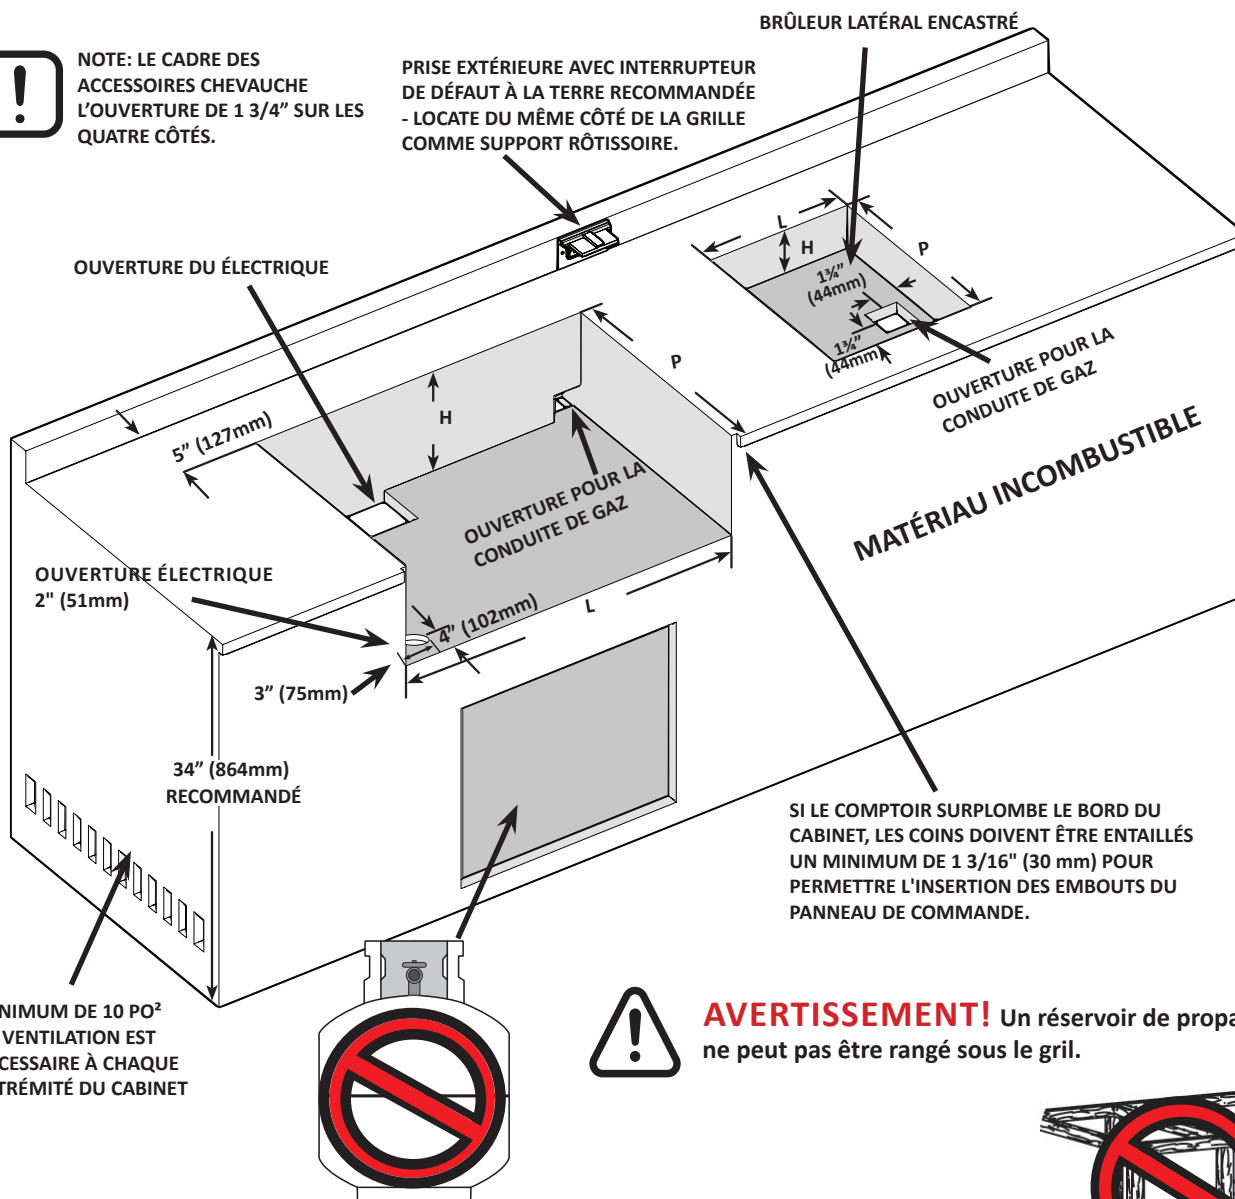 BRÛLEUR LATÉRAL ENCASTRÉ
NOTE: LE CADRE DES
ACCESSOIRES CHEVAUCHE
L’OUVERTURE DE 1 3/4” SUR LES
QUATRE CÔTÉS.
PRISE EXTÉRIEURE AVEC INTERRUPTEUR
DE DÉFAUT À LA TERRE RECOMMANDÉE
- LOCATE DU MÊME CÔTÉ DE LA GRILLE
COMME SUPPORT RÔTISSOIRE.
OUVERTURE DU ÉLECTRIQUE
L
H
P
1¾”
(44mm)
1¾”
(44mm)
OUVERTURE POUR LA
CONDUITE DE GAZ
P
H
5” (127mm)
OUVERTURE POUR LA
CONDUITE DE GAZ
MATÉRIAU INCOMBUSTIBLE
OUVERTURE ÉLECTRIQUE
2" (51mm)
4” (102mm)
L
3” (75mm)
34” (864mm)
RECOMMANDÉ
SI LE COMPTOIR SURPLOMBE LE BORD DU
CABINET, LES COINS DOIVENT ÊTRE ENTAILLÉS
UN MINIMUM DE 1 3/16" (30 mm) POUR
PERMETTRE L'INSERTION DES EMBOUTS DU
PANNEAU DE COMMANDE.
NIMUM DE 10 PO²
VENTILATION EST
CESSAIRE À CHAQUE
TRÉMITÉ DU CABINET
AVERTISSEMENT! Un réservoir de propa
ne peut pas être rangé sous le gril.